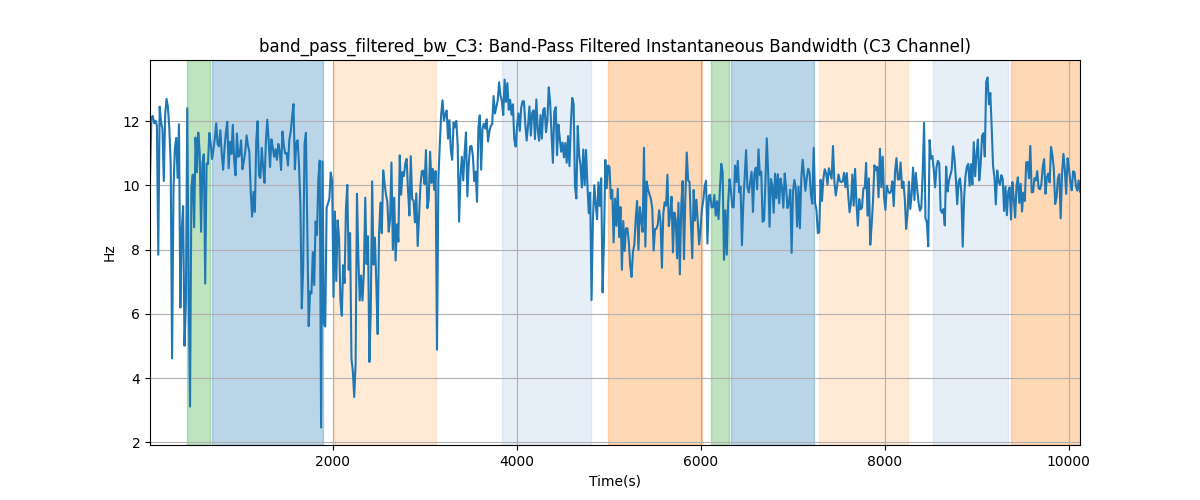 band_pass_filtered_bw_C3: Band-Pass Filtered Instantaneous Bandwidth (C3 Channel)
12
10
8
6
4
2
Hz
2000 4000 6000 8000 10000
Time(s)